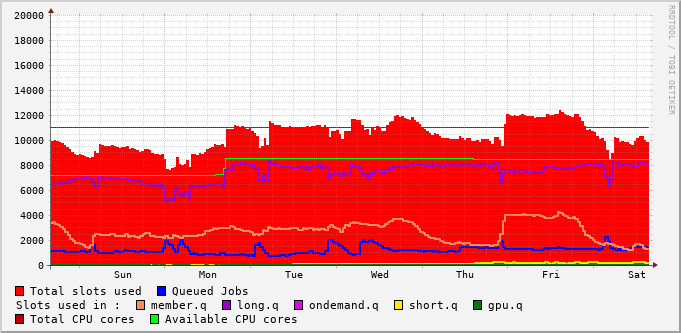 20000
18000
16000
14000
12000
10000
8000
6000
4000
2000
0
Sun Mon Tue Wed Thu Fri Sat
RRDTOOL / TOBI OETIKER
Total slots used Queued Jobs
Slots used in : member.q long.q ondemand.q short.q gpu.q
Total CPU cores Available CPU cores